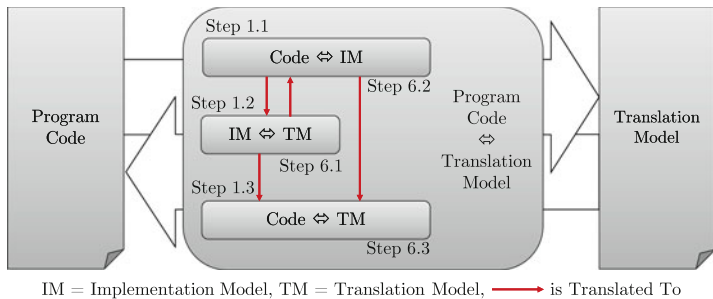 Step 1.1
Code ⇔ IM
Step 6.2
Step 1.2
IM ⇔ TM
Step 6.1
Step 1.3
Code ⇔ TM
Step 6.3
Program
Code
Program
Code
⇔
Translation
Model
Translation
Model
IM = Implementation Model, TM = Translation Model, → is Translated To